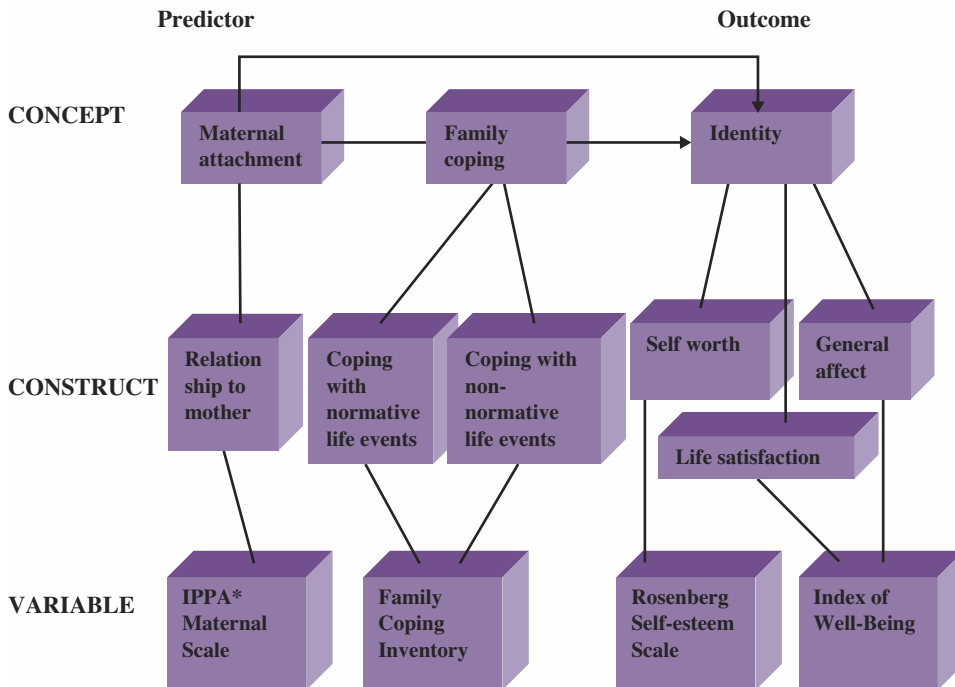 Predictor
Outcome
CONCEPT
Maternal
attachment
Family
coping
Identity
CONSTRUCT
Relation
ship to
mother
Coping
with
normative
life events
Coping with
non-
normative
life events
Self worth
General
affect
Life satisfaction
VARIABLE
IPPA*
Maternal
Scale
Family
Coping
Inventory
Rosenberg
Self-esteem
Scale
Index of
Well-Being